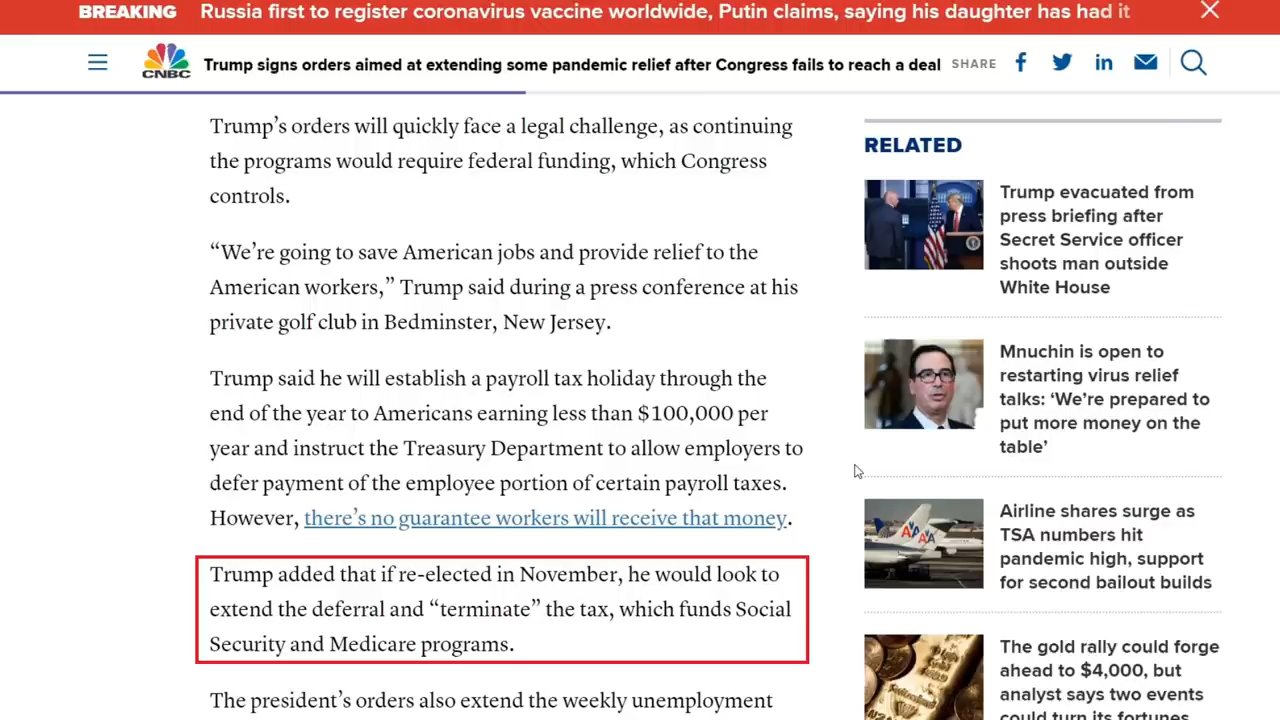 BREAKING Russia first to register coronavirus vaccine worldwide, Putin claims, saying his daughter has had it
CNBC Trump signs orders aimed at extending some pandemic relief after Congress fails to reach a deal SHARE
Trump’s orders will quickly face a legal challenge, as continuing
the programs would require federal funding, which Congress
controls.
“We’re going to save American jobs and provide relief to the
American workers,” Trump said during a press conference at his
private golf club in Bedminster, New Jersey.
Trump said he will establish a payroll tax holiday through the
end of the year to Americans earning less than $100,000 per
year and instruct the Treasury Department to allow employers to
defer payment of the employee portion of certain payroll taxes.
However, there’s no guarantee workers will receive that money.
Trump added that if re-elected in November, he would look to
extend the deferral and “terminate” the tax, which funds Social
Security and Medicare programs.
The president’s orders also extend the weekly unemployment
RELATED
Trump evacuated from
press briefing after
Secret Service officer
shoots man outside
White House
Mnuchin is open to
restarting virus relief
talks: ‘We’re prepared to
put more money on the
table’
Airline shares surge as
TSA numbers hit
pandemic high, support
for second bailout builds
The gold rally could forge
ahead to $4,000, but
analyst says two events
could turn its fortunes